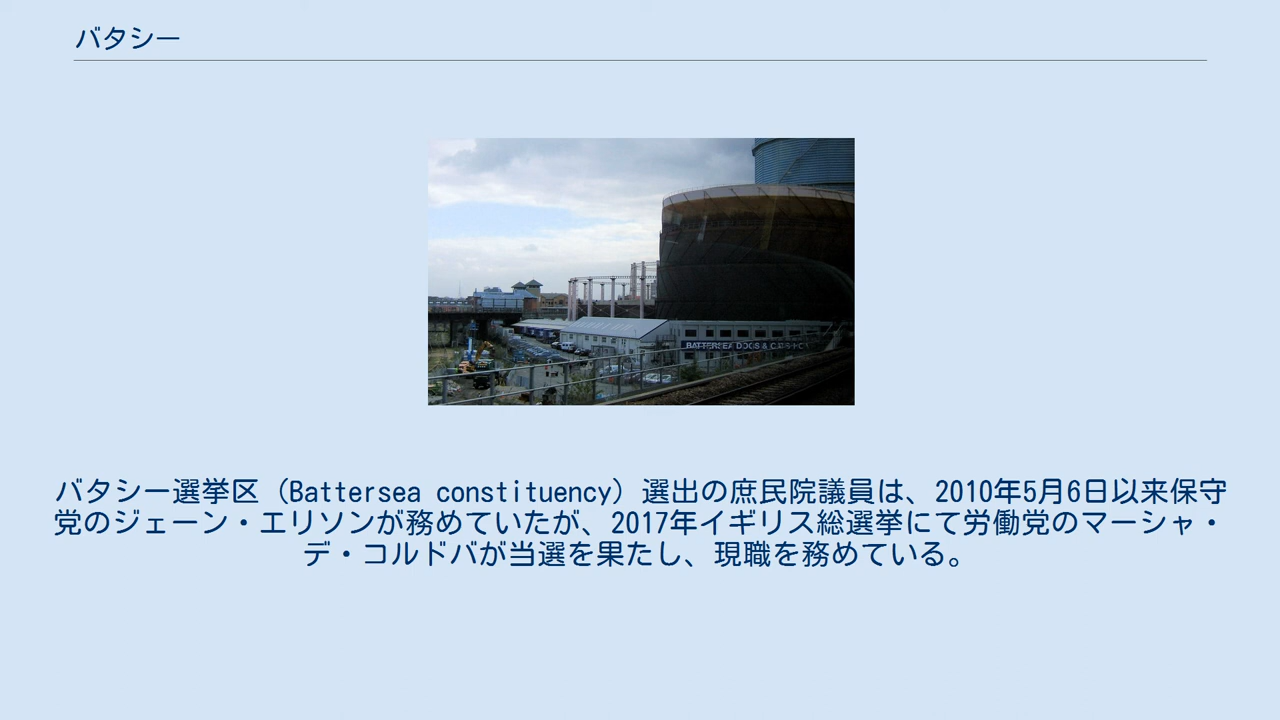 バタシー
BATTERSEA DOGS & CATS HOME
バタシー選挙区（Battersea constituency）選出の庶民院議員は、2010年5月6日以来保守
党のジェーン・エリソンが務めていたが、2017年イギリス総選挙にて労働党のマーシャ・
デ・コルドバが当選を果たし、現職を務めている。